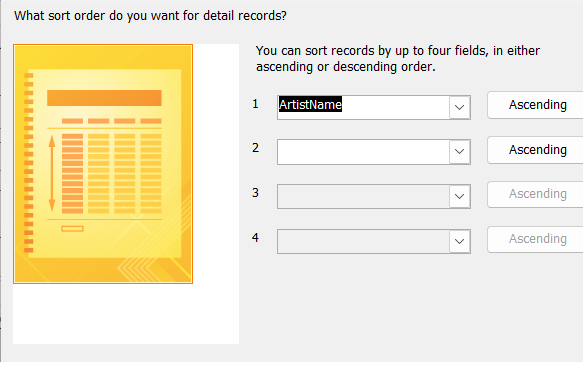 What sort order do you want for detail records?
You can sort records by up to four fields, in either
ascending or descending order.
1 ArtistName Ascending
2 Ascending
3 Ascending
4 Ascending